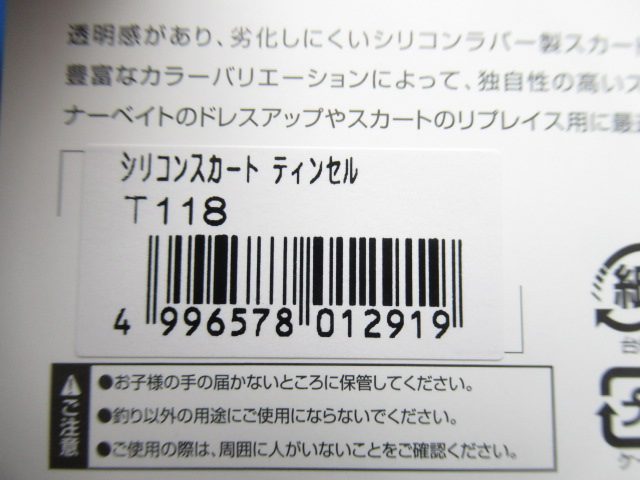 透明感があり、劣化しにくいシリコンラバー製スカー
豊富なカラーバリエーションによって、独自性の高いス
ナーベイトのドレスアップやスカートのリプレイス用に最適
シリコンスカート ティンセル
T118
4 996578 012919
紙
台
ご注意
●お子様の手の届かないところに保管してください。
●釣り以外の用途にご使用にならないでください。
●ご使用の際は、周囲に人がいないことをご確認ください。
ケー